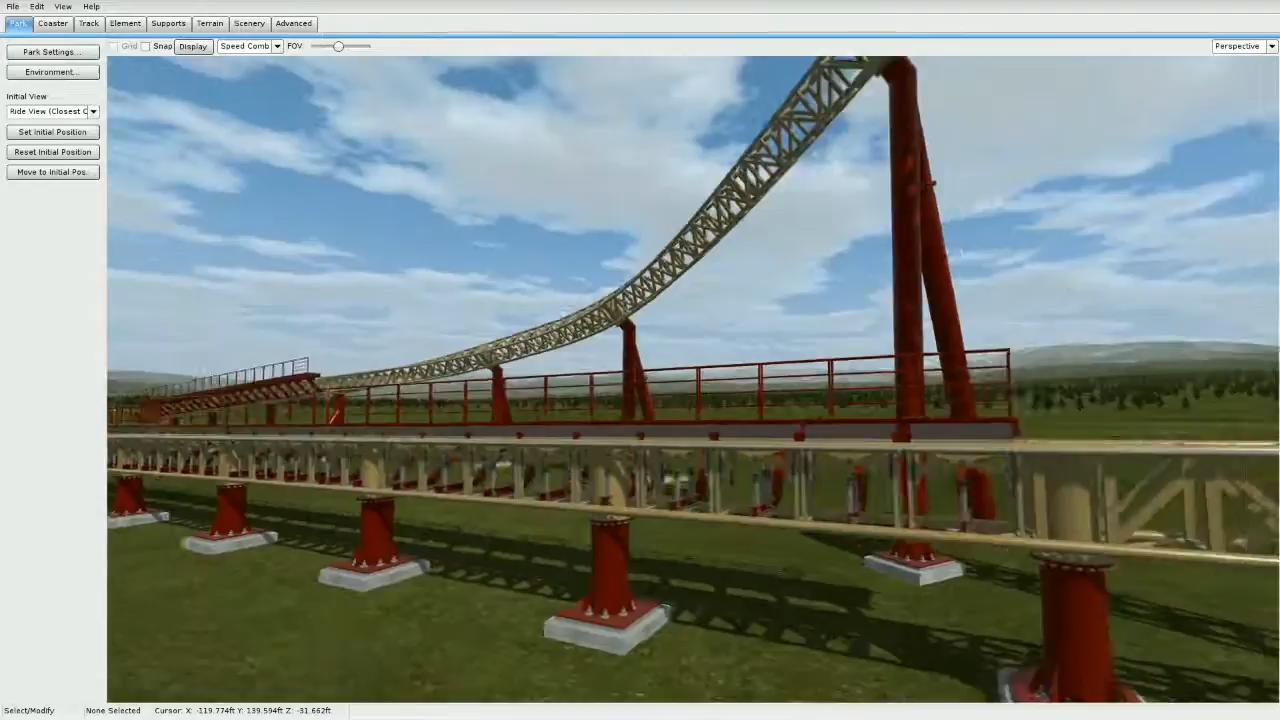 File Edit View Help
Park Coaster Track Element Supports Terrain Scenery Advanced
Grid Snap Display Speed Comb FOV Perspective
Park Settings...
Environment...
Initial View
Ride View (Closest C
Set Initial Position
Reset Initial Position
Move to Initial Pos.
Select/Modify None Selected Cursor: X: -119.774ft Y: 139.594ft Z: -31.662ft